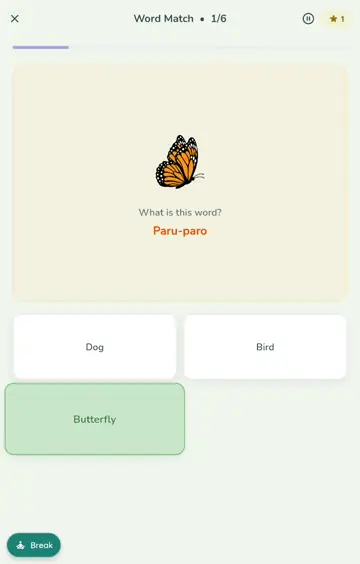 Word Match • 1/6
1
What is this word?
Paru-paro
Dog
Bird
Butterfly
Break